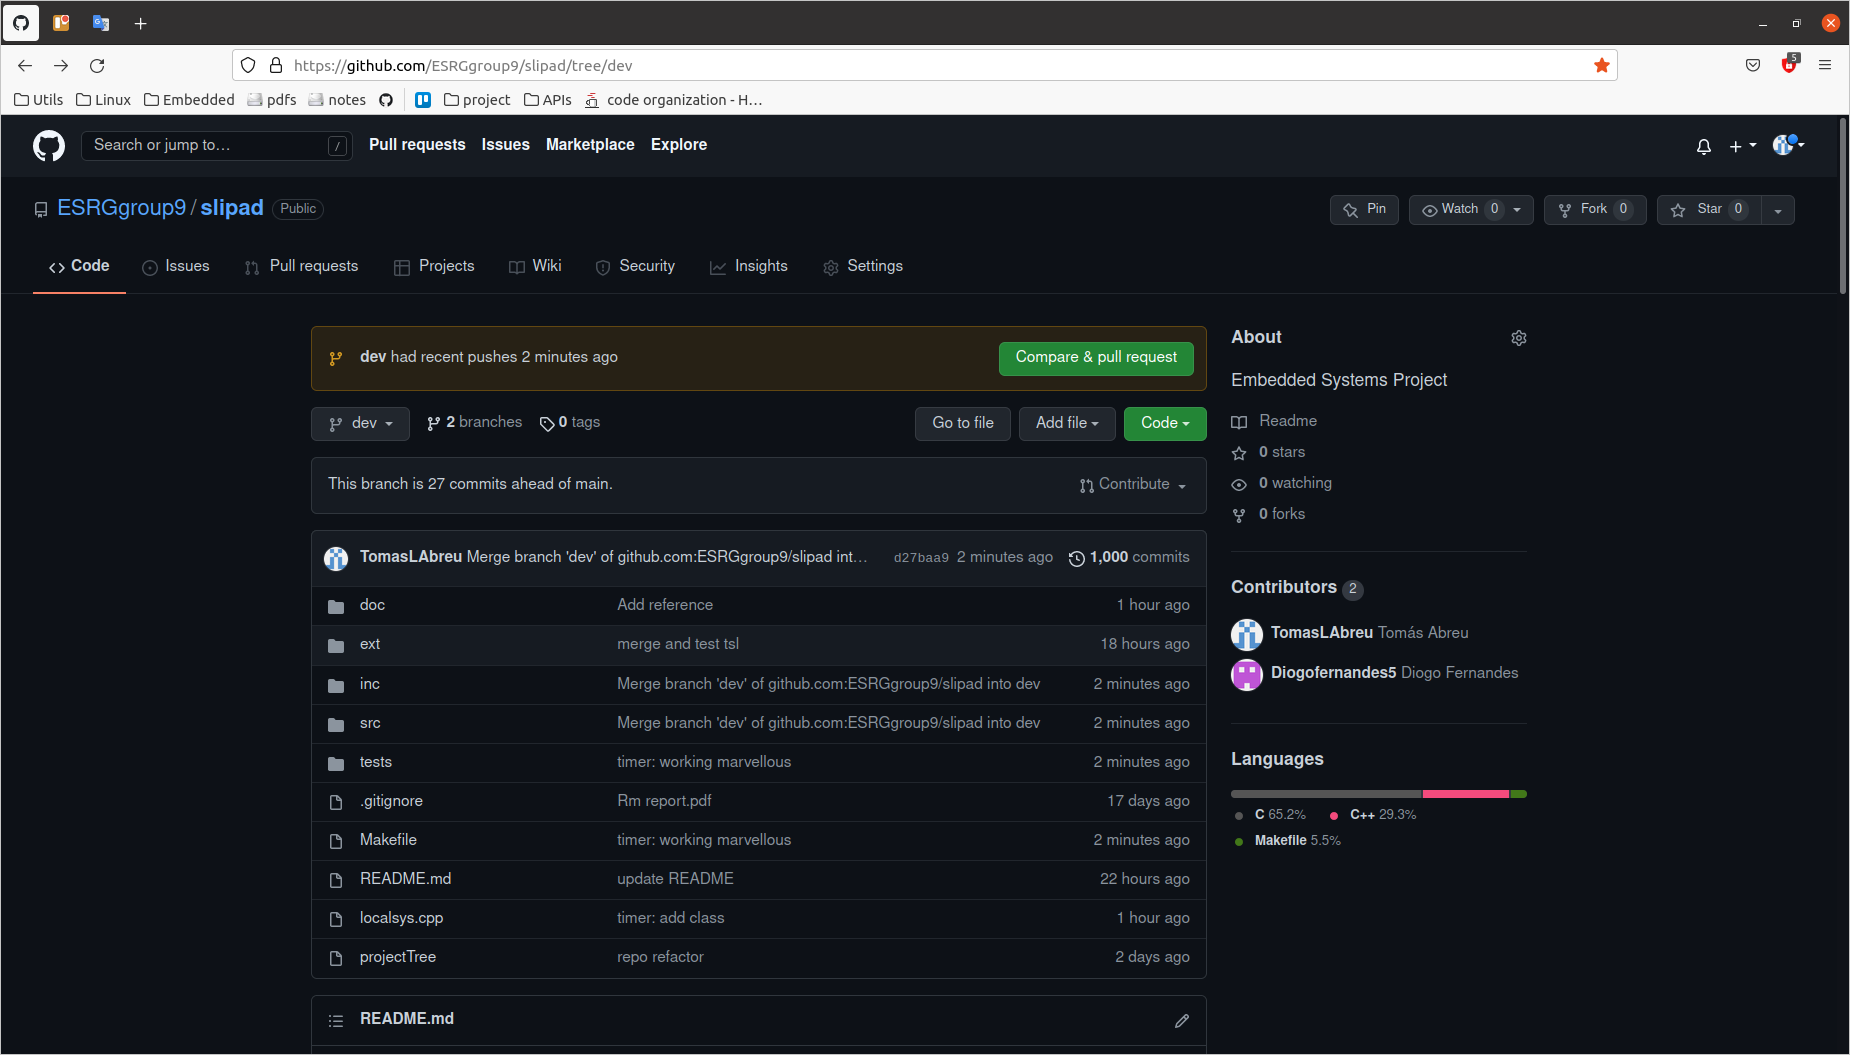 https://github.com/ESRGgroup9/slipad/tree/dev
5
Utils Linux Embedded pdfs notes project APIs code organization - H…
Search or jump to… / Pull requests Issues Marketplace Explore
ESRGgroup9 / slipad Public
Pin Watch 0 Fork 0 Star 0
Code Issues Pull requests Projects Wiki Security Insights Settings
dev had recent pushes 2 minutes ago Compare & pull request
dev 2 branches 0 tags Go to file Add file Code
This branch is 27 commits ahead of main. Contribute
TomasLAbreu Merge branch 'dev' of github.com:ESRGgroup9/slipad int… d27baa9 2 minutes ago 1,000 commits
doc Add reference 1 hour ago
ext merge and test tsl 18 hours ago
inc Merge branch 'dev' of github.com:ESRGgroup9/slipad into dev 2 minutes ago
src Merge branch 'dev' of github.com:ESRGgroup9/slipad into dev 2 minutes ago
tests timer: working marvellous 2 minutes ago
.gitignore Rm report.pdf 17 days ago
Makefile timer: working marvellous 2 minutes ago
README.md update README 22 hours ago
localsys.cpp timer: add class 1 hour ago
projectTree repo refactor 2 days ago
README.md
About
Embedded Systems Project
Readme
0 stars
0 watching
0 forks
Contributors 2
TomasLAbreu Tomás Abreu
Diogofernandes5 Diogo Fernandes
Languages
C 65.2% C++ 29.3%
Makefile 5.5%